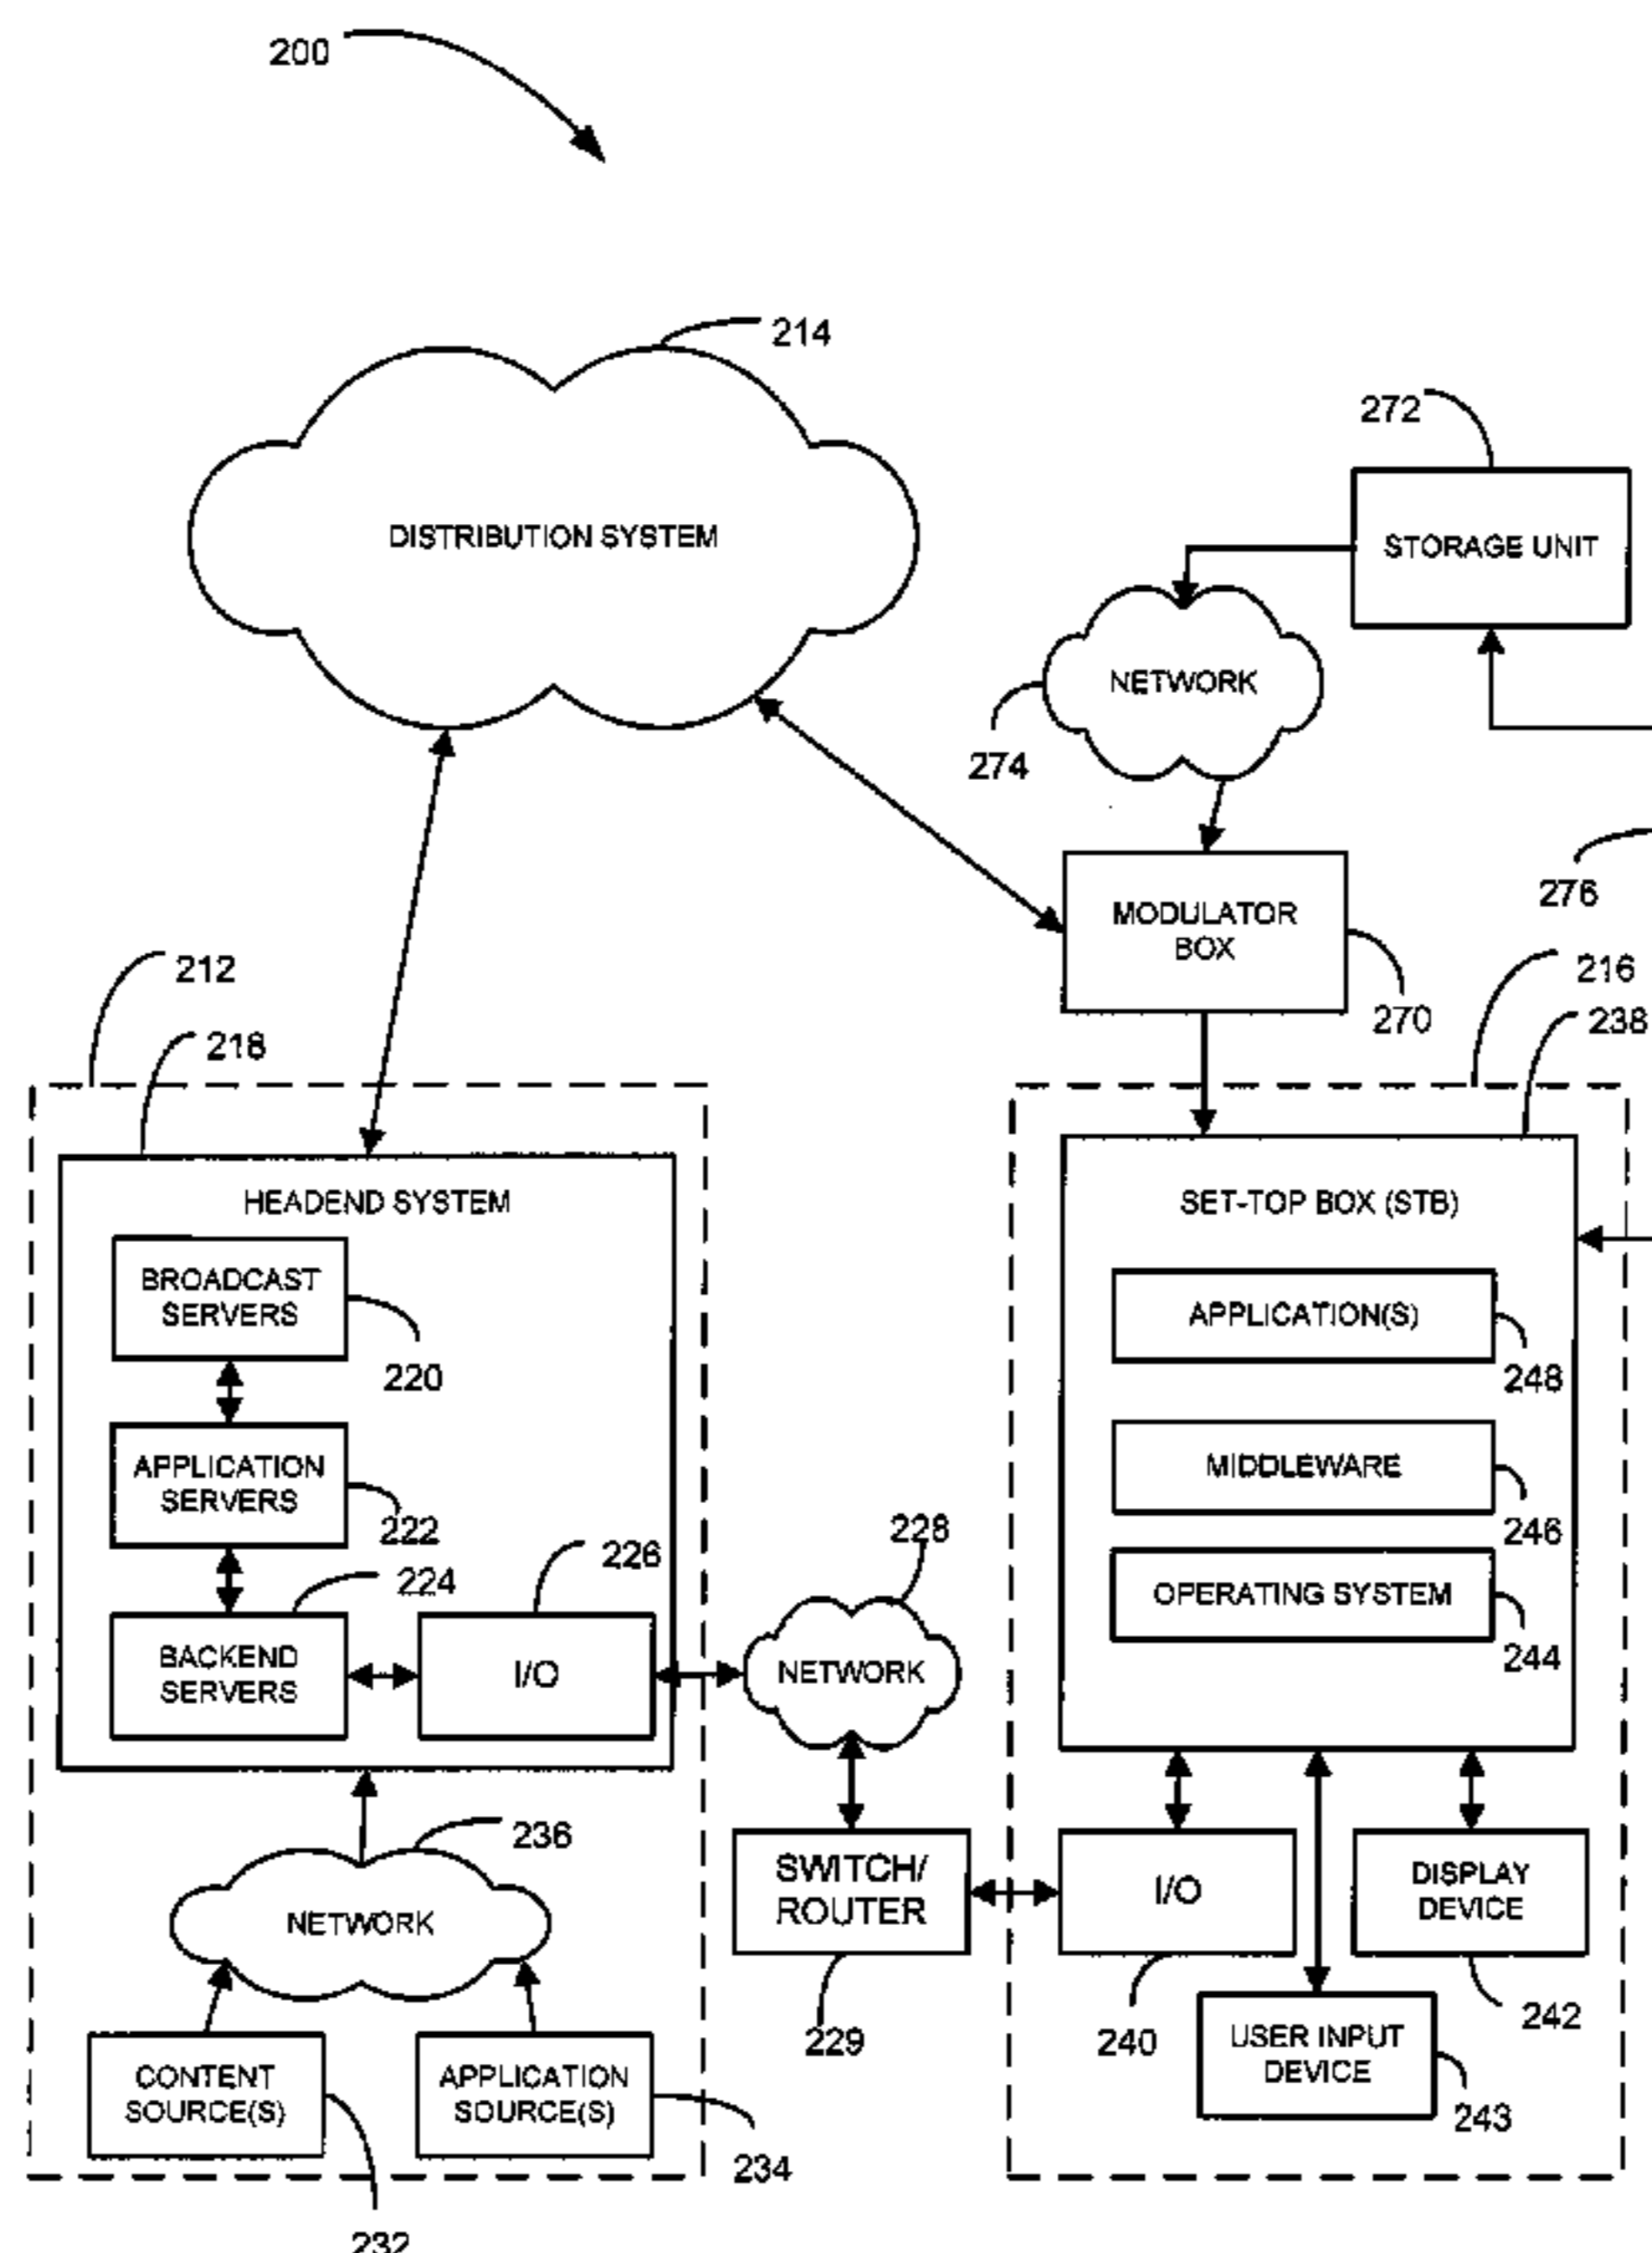 200
214
DISTRIBUTION SYSTEM
272
STORAGE UNIT
NETWORK
274
276
MODULATOR
BOX
270
212
218
216
238
HEADEND SYSTEM
BROADCAST
SERVERS
220
APPLICATION
SERVERS
222
224
226
BACKEND
SERVERS
I/O
228
NETWORK
SET-TOP BOX (STB)
APPLICATION(S)
248
MIDDLEWARE
246
OPERATING SYSTEM
244
236
NETWORK
SWITCH/
ROUTER
229
I/O
240
DISPLAY
DEVICE
242
USER INPUT
DEVICE
243
CONTENT
SOURCE(S)
232
APPLICATION
SOURCE(S)
234